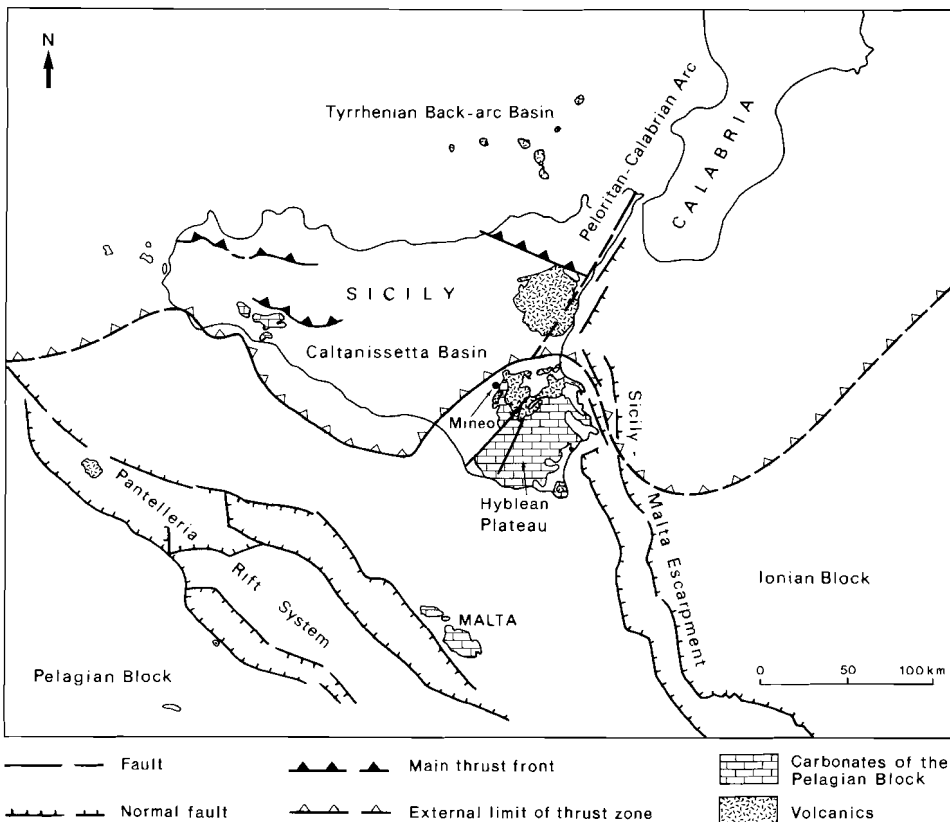 N
Tyrrhenian Back-arc Basin
Peloritan-Calabrian Arc
CALABRIA
SICILY
Caltanissetta Basin
Mineo
Hyblean
Plateau
Sicily-
Malta Escarpment
Pantelleria
Rift
System
MALTA
Ionian Block
Pelagian Block
0 50 100km
Fault
Main thrust front
Carbonates of the
Pelagian Block
Normal fault
External limit of thrust zone
Volcanics